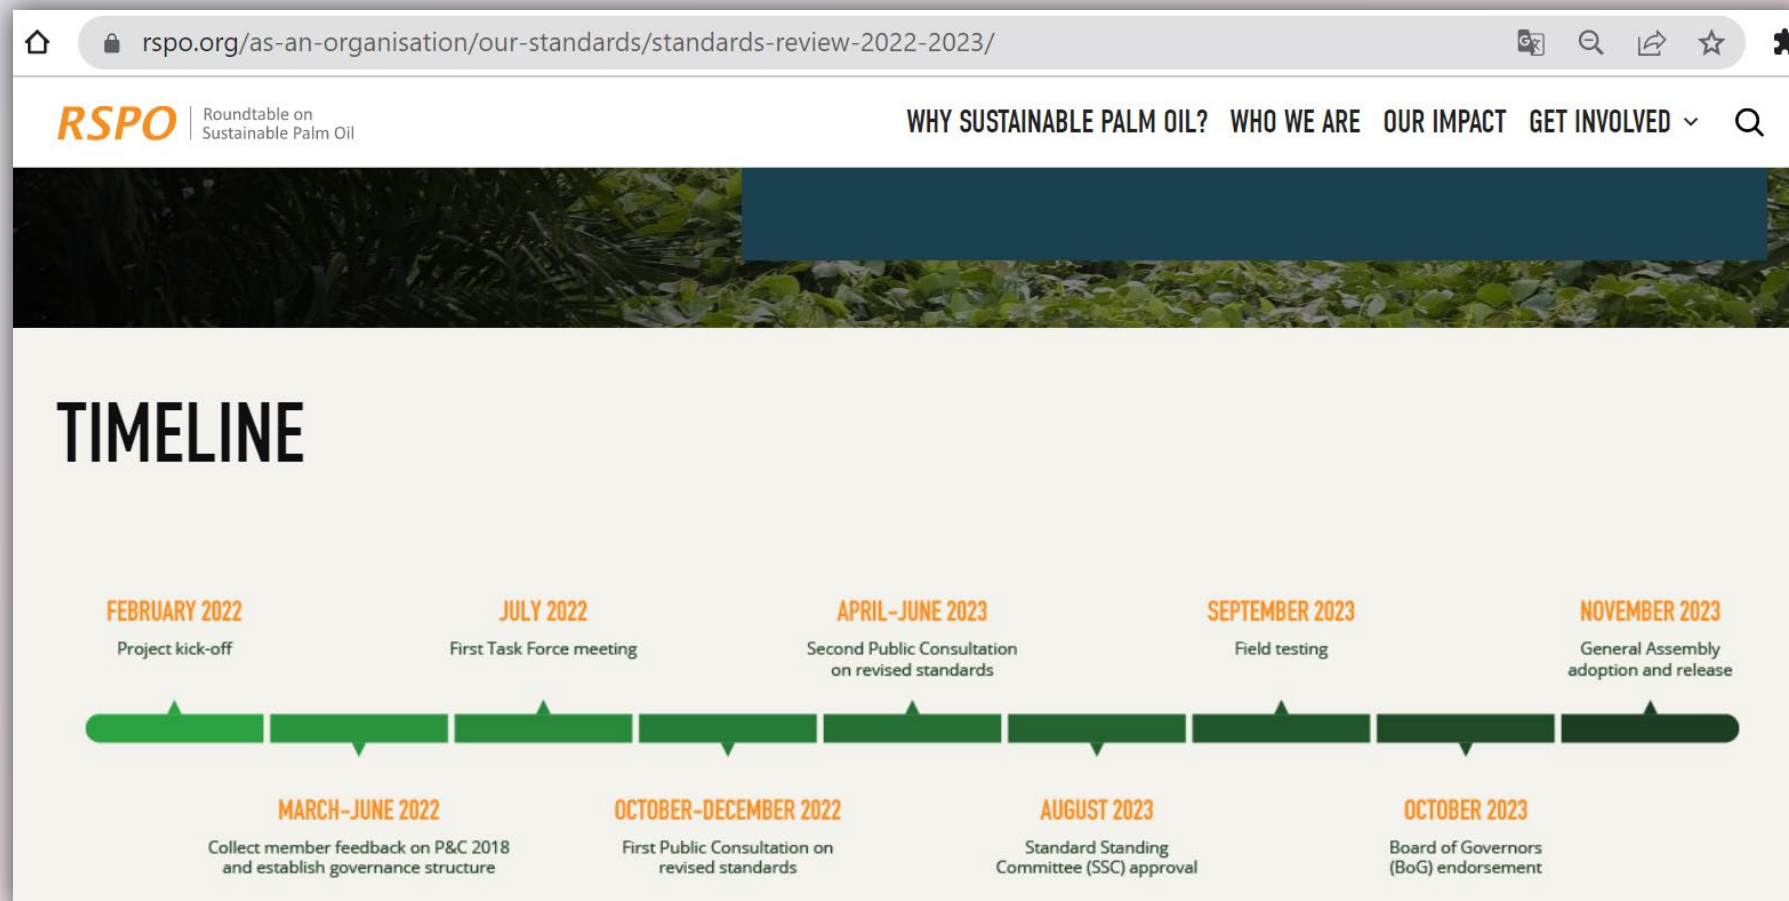 rspo.org/as-an-organisation/our-standards/standards-review-2022-2023/
RSPO
Roundtable on
Sustainable Palm Oil
WHY SUSTAINABLE PALM OIL? WHO WE ARE OUR IMPACT GET INVOLVED
TIMELINE
FEBRUARY 2022
Project kick-off
MARCH-JUNE 2022
Collect member feedback on P&C 2018
and establish governance structure
JULY 2022
First Task Force meeting
OCTOBER-DECEMBER 2022
First Public Consultation on
revised standards
APRIL-JUNE 2023
Second Public Consultation
on revised standards
AUGUST 2023
Standard Standing
Committee (SSC) approval
SEPTEMBER 2023
Field testing
OCTOBER 2023
Board of Governors
(BoG) endorsement
NOVEMBER 2023
General Assembly
adoption and release